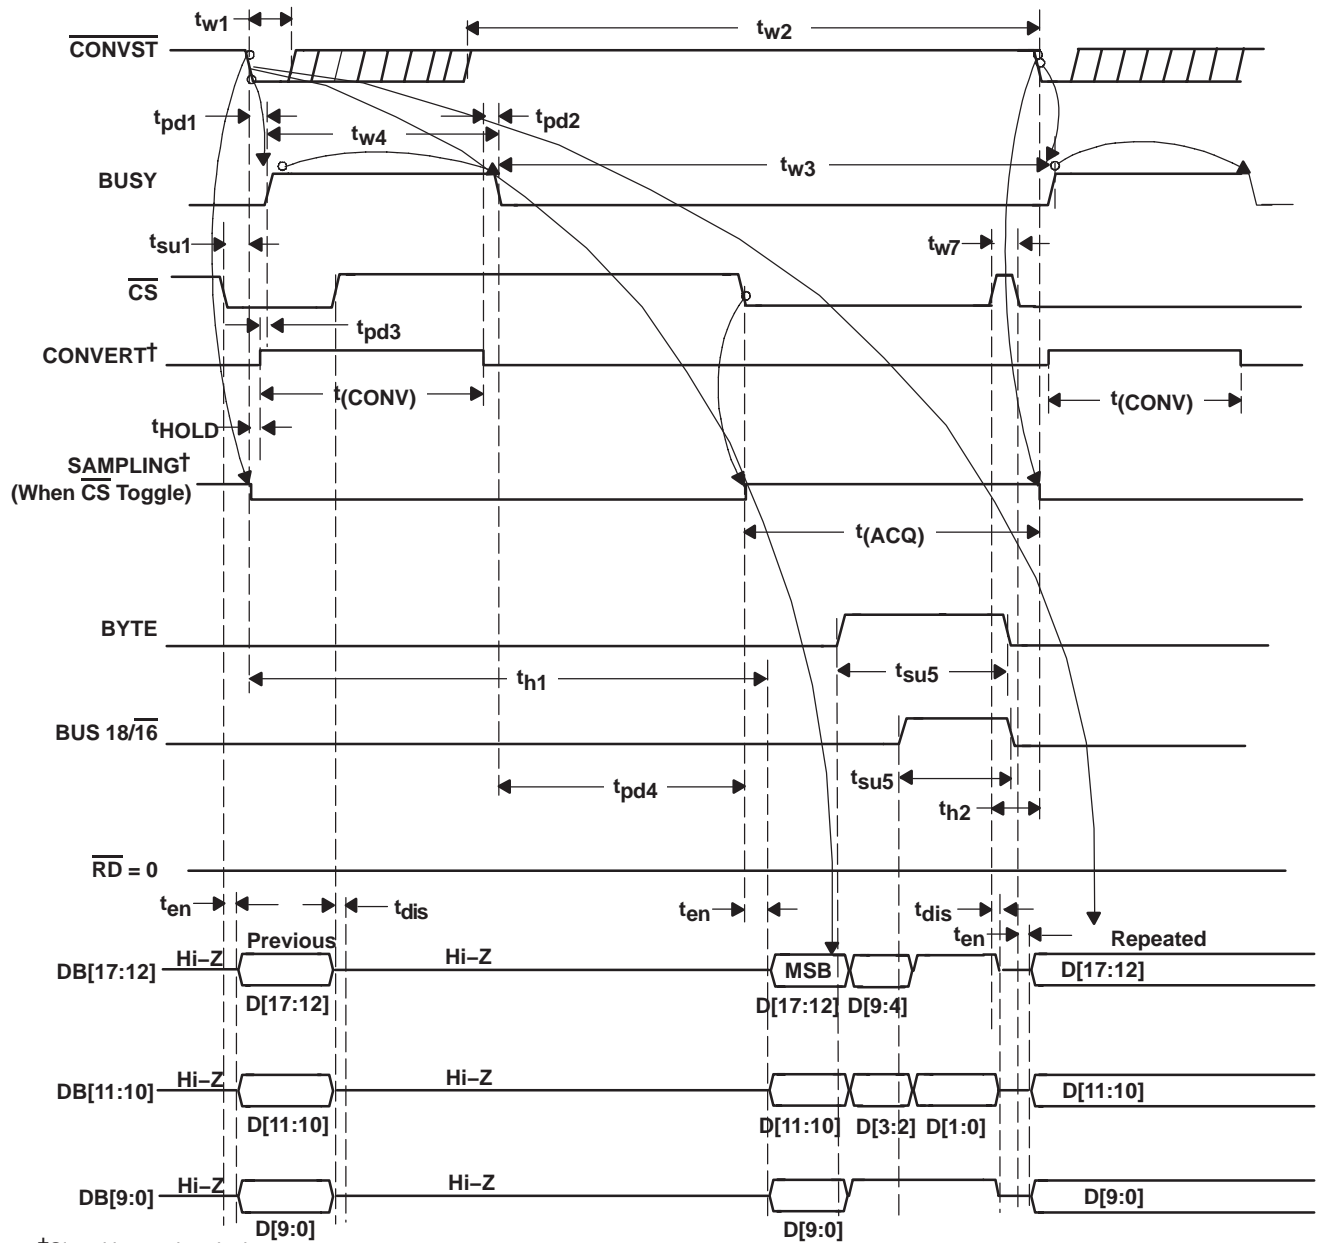 tw1
tw2
CONVST
tpd1
tw4
tpd2
tw3
BUSY
tsu1
tw7
CS
tpd3
CONVERT†
t(CONV)
t(CONV)
tHOLD
SAMPLING†
(When CS Toggle)
t(ACQ)
BYTE
th1
tsu5
BUS 18/16
tpd4
tsu5
th2
RD = 0
ten
tdis
ten
tdis
ten
Previous
Repeated
DB[17:12]
Hi–Z
Hi–Z
MSB
D[17:12]
D[17:12]
D[17:12]
D[9:4]
DB[11:10]
Hi–Z
Hi–Z
D[11:10]
D[11:10]
D[11:10]
D[3:2]
D[1:0]
DB[9:0]
Hi–Z
Hi–Z
D[9:0]
D[9:0]
D[9:0]